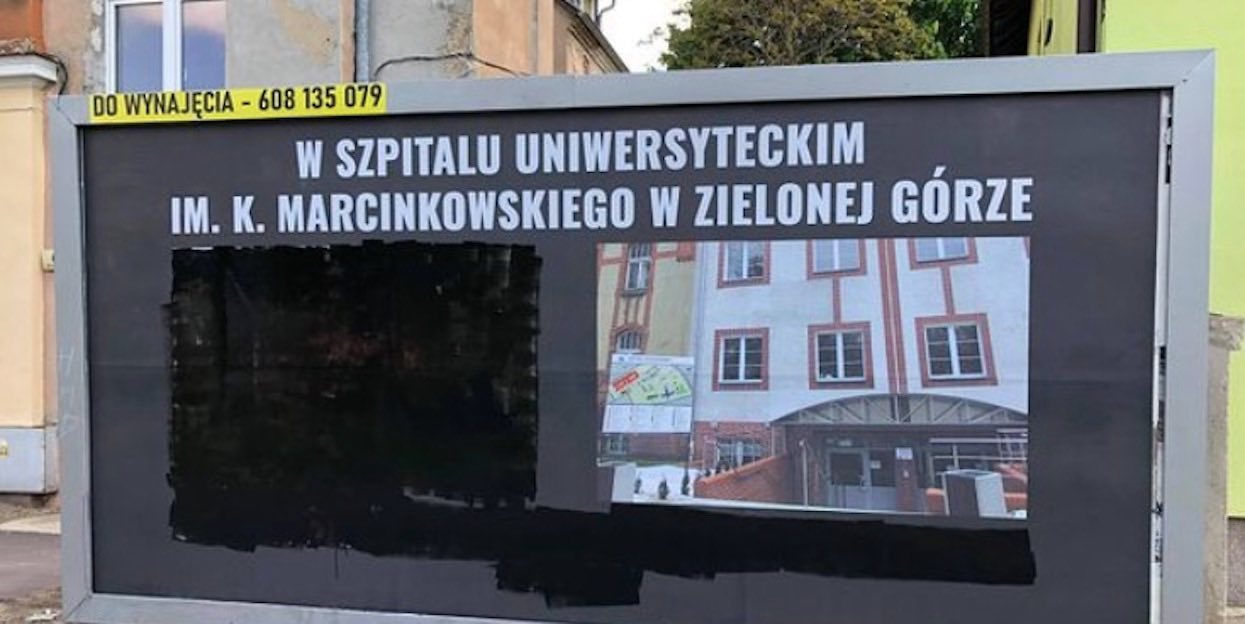 DO WYNAJĘCIA - 608 135 079
W SZPITALU UNIWERSYTECKIM
IM. K. MARCINKOWSKIEGO W ZIELONEJ GÓRZE